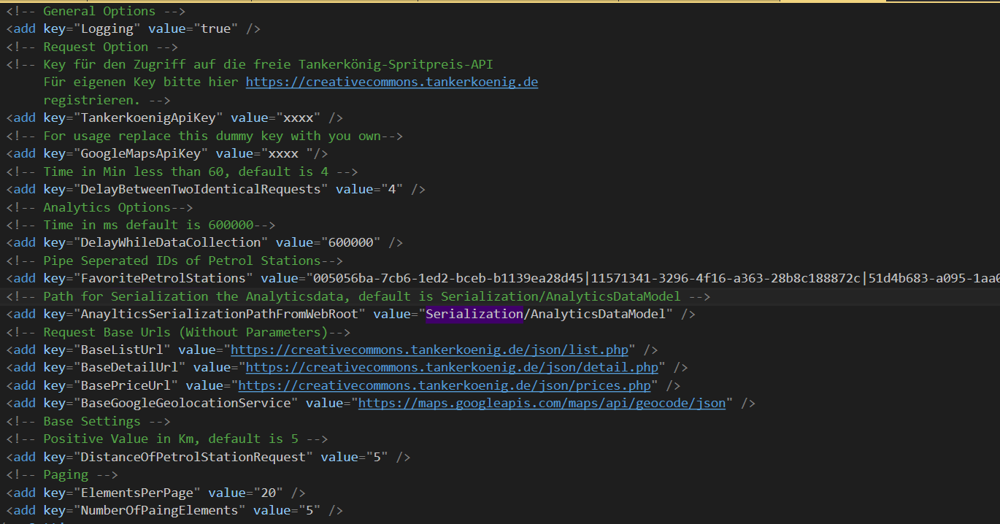 <!-- General Options -->
<add key="Logging" value="true" />
<!-- Request Option -->
<!-- Key für den Zugriff auf die freie Tankerkönig-Spritpreis-API
Für eigenen Key bitte hier https://creativecommons.tankerkoenig.de
registrieren. -->
<add key="TankerkoenigApiKey" value="xxxx" />
<!-- For usage replace this dummy key with you own-->
<add key="GoogleMapsApiKey" value="xxxx "/>
<!-- Time in Min less than 60, default is 4 -->
<add key="DelayBetweenTwoIdenticalRequests" value="4" />
<!-- Analytics Options-->
<!-- Time in ms default is 600000-->
<add key="DelayWhileDataCollection" value="600000" />
<!-- Pipe Seperated IDs of Petrol Stations-->
<add key="FavoritePetrolStations" value="005056ba-7cb6-1ed2-bceb-b1139ea28d45|11571341-3296-4f16-a363-28b8c188872c|51d4b683-a095-1aa0
<!-- Path for Serialization the Analyticsdata, default is Serialization/AnalyticsDataModel -->
<add key="AnaylticsSerializationPathFromWebRoot" value="Serialization/AnalyticsDataModel" />
<!-- Request Base Urls (Without Parameters)-->
<add key="BaseListUrl" value="https://creativecommons.tankerkoenig.de/json/list.php" />
<add key="BaseDetailUrl" value="https://creativecommons.tankerkoenig.de/json/detail.php" />
<add key="BasePriceUrl" value="https://creativecommons.tankerkoenig.de/json/prices.php" />
<add key="BaseGoogleGeolocationService" value="https://maps.googleapis.com/maps/api/geocode/json" />
<!-- Base Settings -->
<!-- Positive Value in Km, default is 5 -->
<add key="DistanceOfPetrolStationRequest" value="5" />
<!-- Paging -->
<add key="ElementsPerPage" value="20" />
<add key="NumberOfPaingElements" value="5" />